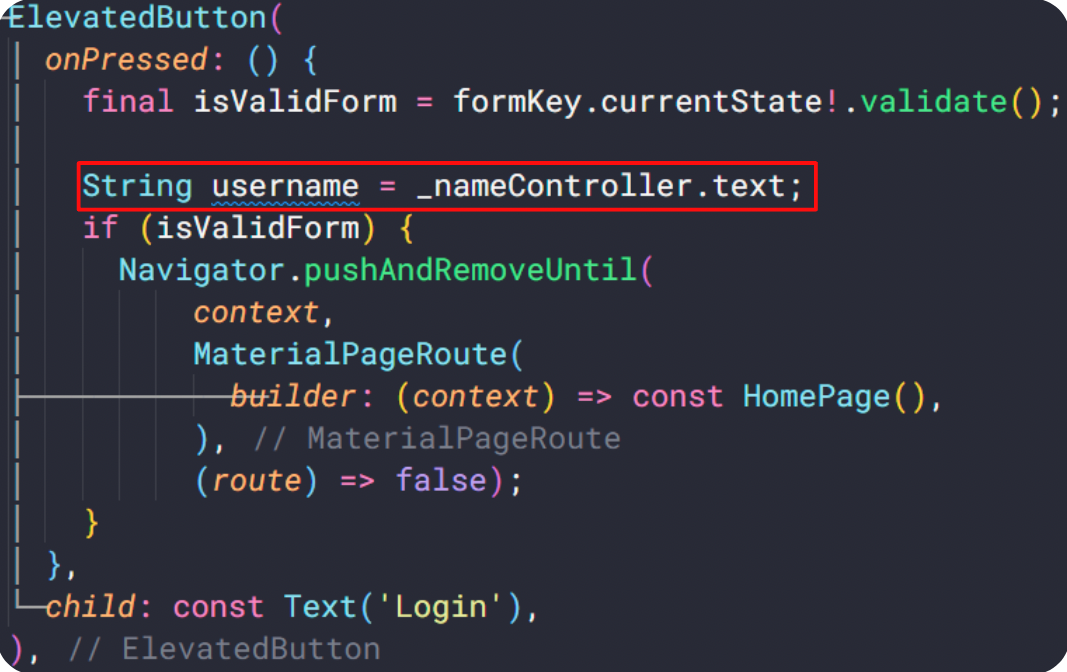 ElevatedButton(
onPressed: () {
final isValidForm = formKey.currentState!.validate();
String username = _nameController.text;
if (isValidForm) {
Navigator.pushAndRemoveUntil(
context,
MaterialPageRoute(
builder: (context) => const HomePage(),
), // MaterialPageRoute
(route) => false);
}
},
child: const Text('Login'),
), // ElevatedButton